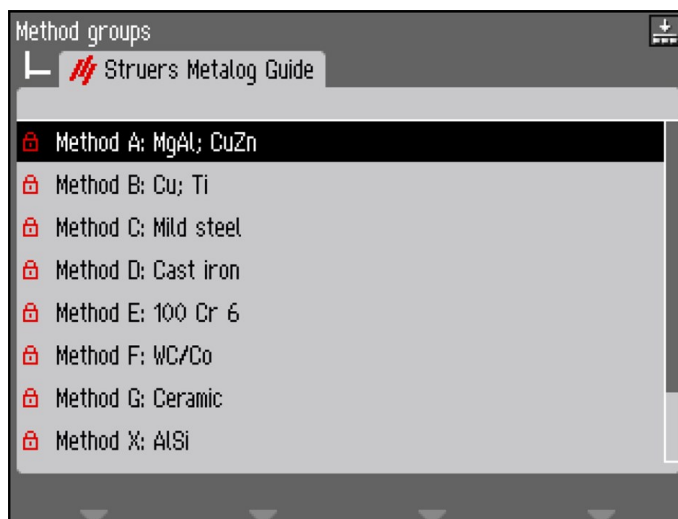 Method groups
Struers Metalog Guide
Method A: MgAl; CuZn
Method B: Cu; Ti
Method C: Mild steel
Method D: Cast iron
Method E: 100 Cr 6
Method F: WC/Co
Method G: Ceramic
Method X: AlSi